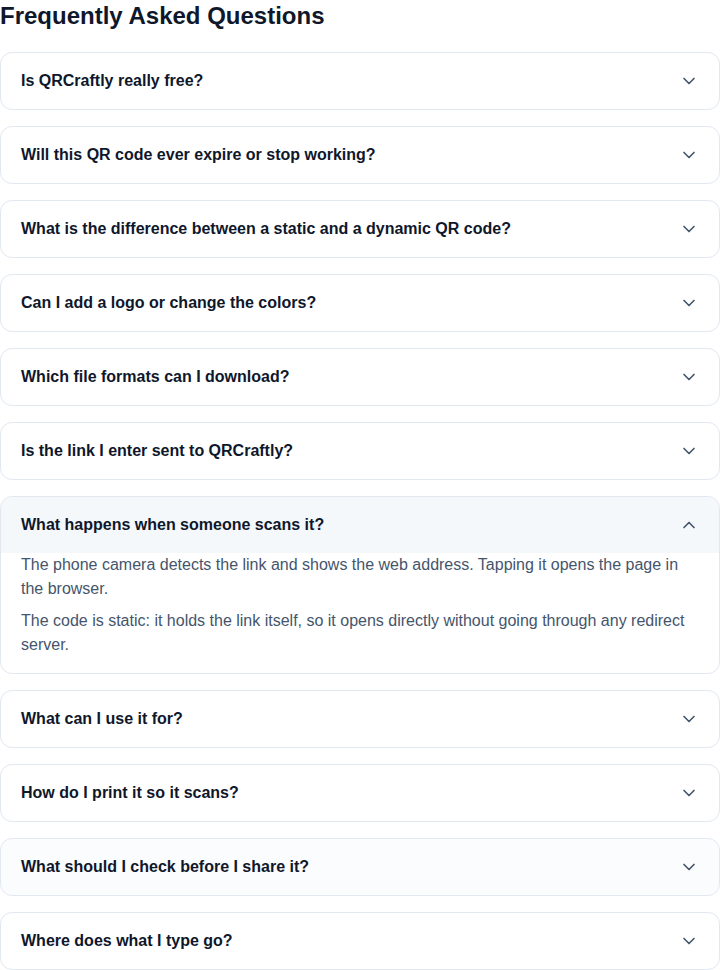 Frequently Asked Questions
Is QRCraftly really free?
Will this QR code ever expire or stop working?
What is the difference between a static and a dynamic QR code?
Can I add a logo or change the colors?
Which file formats can I download?
Is the link I enter sent to QRCraftly?
What happens when someone scans it?
The phone camera detects the link and shows the web address. Tapping it opens the page in
the browser.
The code is static: it holds the link itself, so it opens directly without going through any redirect
server.
What can I use it for?
How do I print it so it scans?
What should I check before I share it?
Where does what I type go?